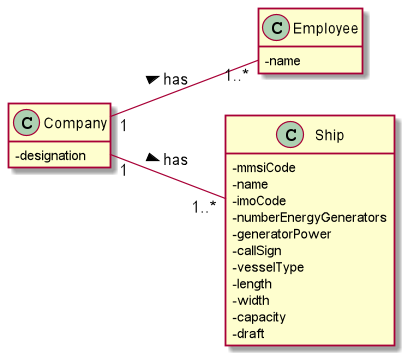 C Employee
-name
has
1..*
C Company
-designation
1
1
has
1..*
C Ship
-mmsiCode
-name
-imoCode
-numberEnergyGenerators
-generatorPower
-callSign
-vesselType
-length
-width
-capacity
-draft